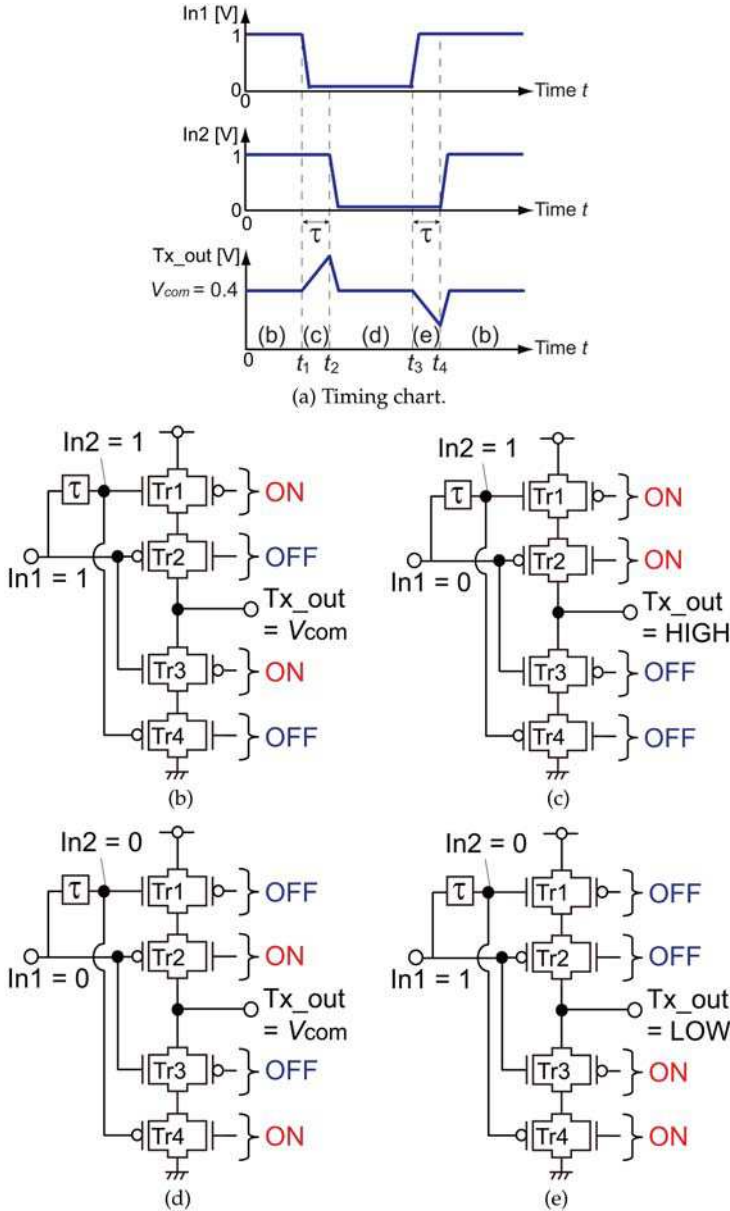 In1 [V]
1
0
0
Time t
In2 [V]
1
0
0
τ
τ
Time t
Tx_out [V]
Vcom = 0.4
(b)
(c)
(d)
(e)
(b)
0
t1
t2
t3
t4
Time t
(a) Timing chart.
In2 = 1
τ
Tr1
ON
Tr2
OFF
In1 = 1
Tx_out
= Vcom
Tr3
ON
Tr4
OFF
(b)
In2 = 1
τ
Tr1
ON
Tr2
ON
In1 = 0
Tx_out
= HIGH
Tr3
OFF
Tr4
OFF
(c)
In2 = 0
τ
Tr1
OFF
Tr2
ON
In1 = 0
Tx_out
= Vcom
Tr3
OFF
Tr4
ON
(d)
In2 = 0
τ
Tr1
OFF
Tr2
OFF
In1 = 1
Tx_out
= LOW
Tr3
ON
Tr4
ON
(e)